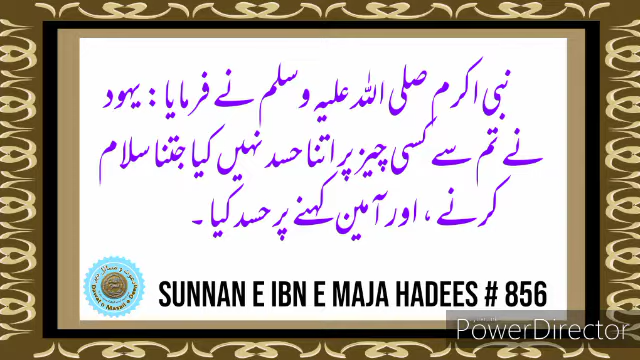 نبی اکرم صلی اللہ علیہ وسلم نے فرمایا: یہود
نے تم سے کسی چیز پر اتنا حسد نہیں کیا جتنا سلام
کرنے، اور آمین کہنے پر حسد کیا۔
SUNNAN E IBN E MAJA HADEES # 856
PowerDirector